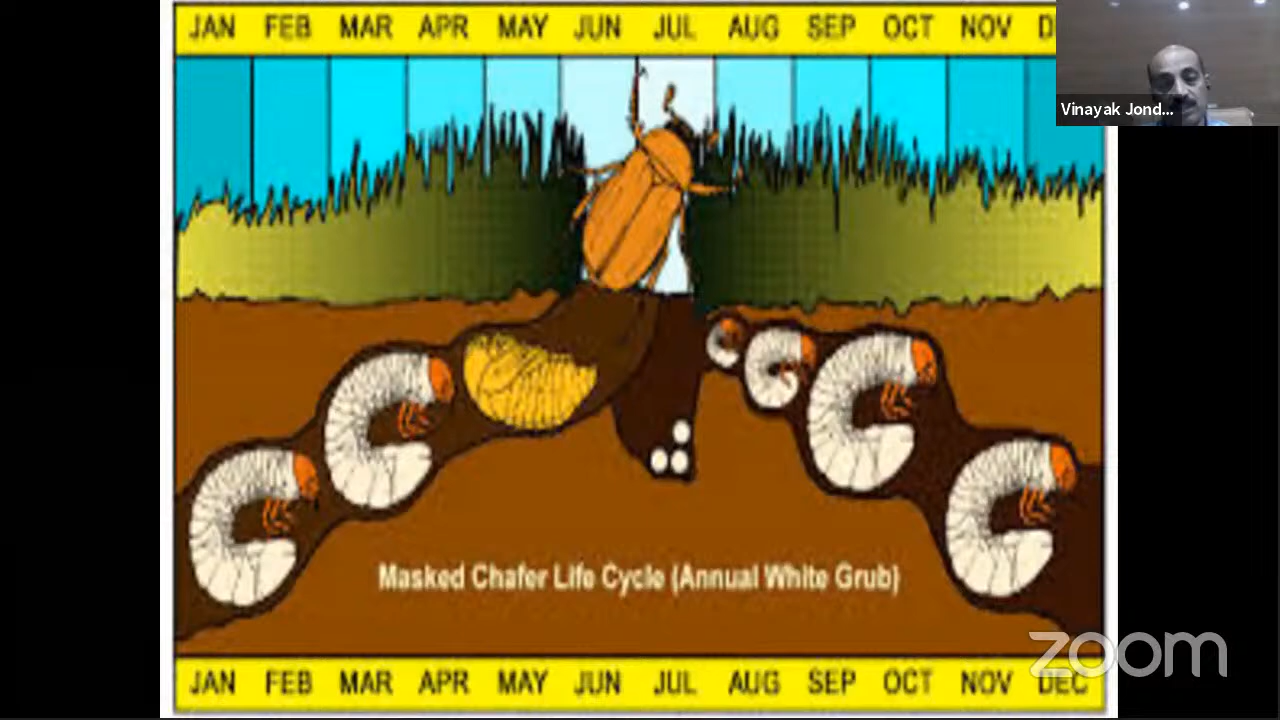 JAN FEB MAR APR MAY JUN JUL AUG SEP OCT NOV D
Vinayak Jond...
Masked Chafer Life Cycle (Annual White Grub)
zoom
JAN FEB MAR APR MAY JUN JUL AUG SEP OCT NOV DEC